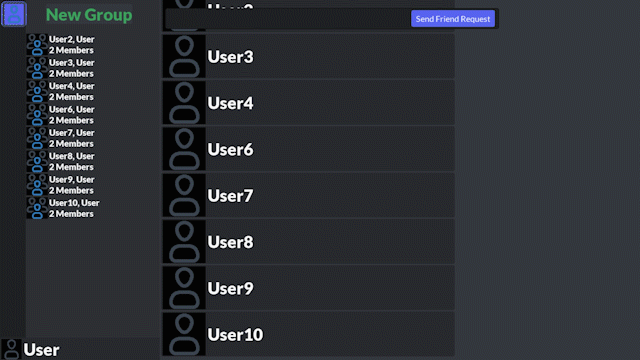 New Group
Send Friend Request
User2, User
2 Members
User3, User
2 Members
User4, User
2 Members
User6, User
2 Members
User7, User
2 Members
User8, User
2 Members
User9, User
2 Members
User10, User
2 Members
User
User2
User3
User4
User6
User7
User8
User9
User10